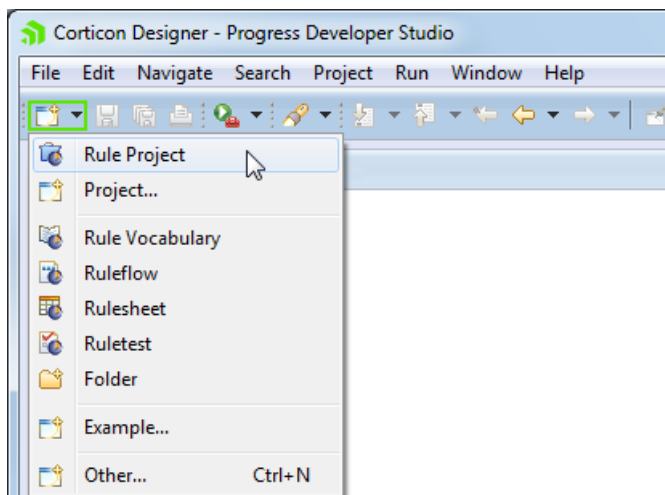 Corticon Designer - Progress Developer Studio
File Edit Navigate Search Project Run Window Help
Rule Project
Project...
Rule Vocabulary
Ruleflow
Rulesheet
Ruletest
Folder
Example...
Other... Ctrl+N